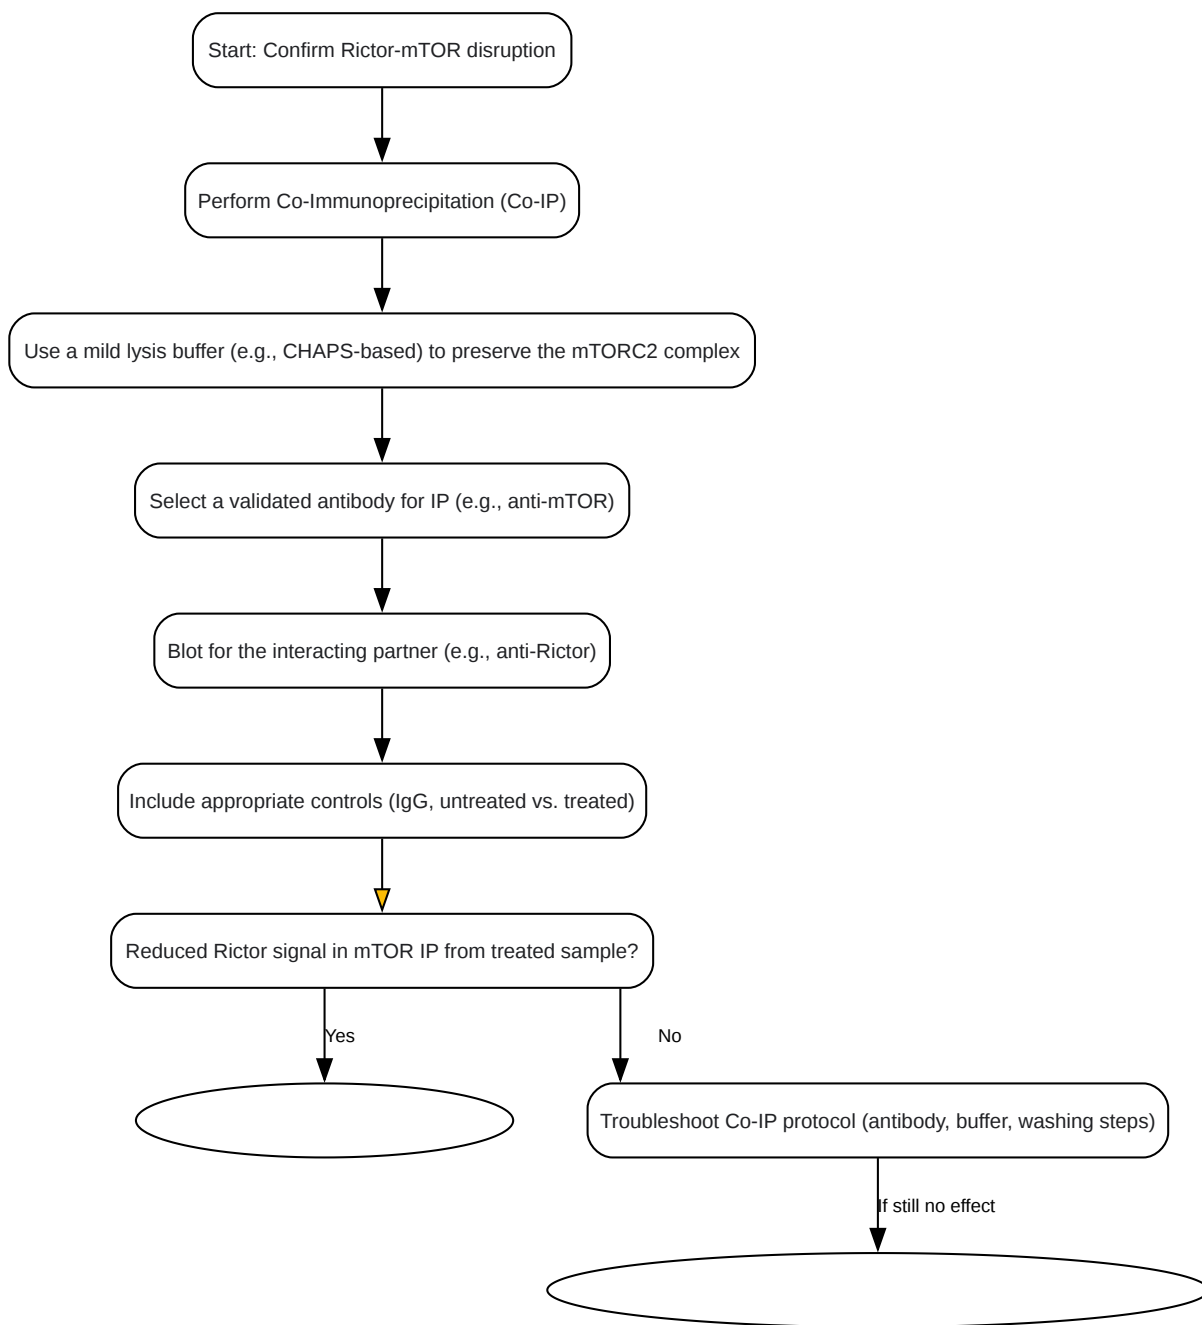 Start: Confirm Rictor-mTOR disruption
Perform Co-Immunoprecipitation (Co-IP)
Use a mild lysis buffer (e.g., CHAPS-based) to preserve the mTORC2 complex
Select a validated antibody for IP (e.g., anti-mTOR)
Blot for the interacting partner (e.g., anti-Rictor)
Include appropriate controls (IgG, untreated vs. treated)
Reduced Rictor signal in mTOR IP from treated sample?
Yes
No
Troubleshoot Co-IP protocol (antibody, buffer, washing steps)
If still no effect